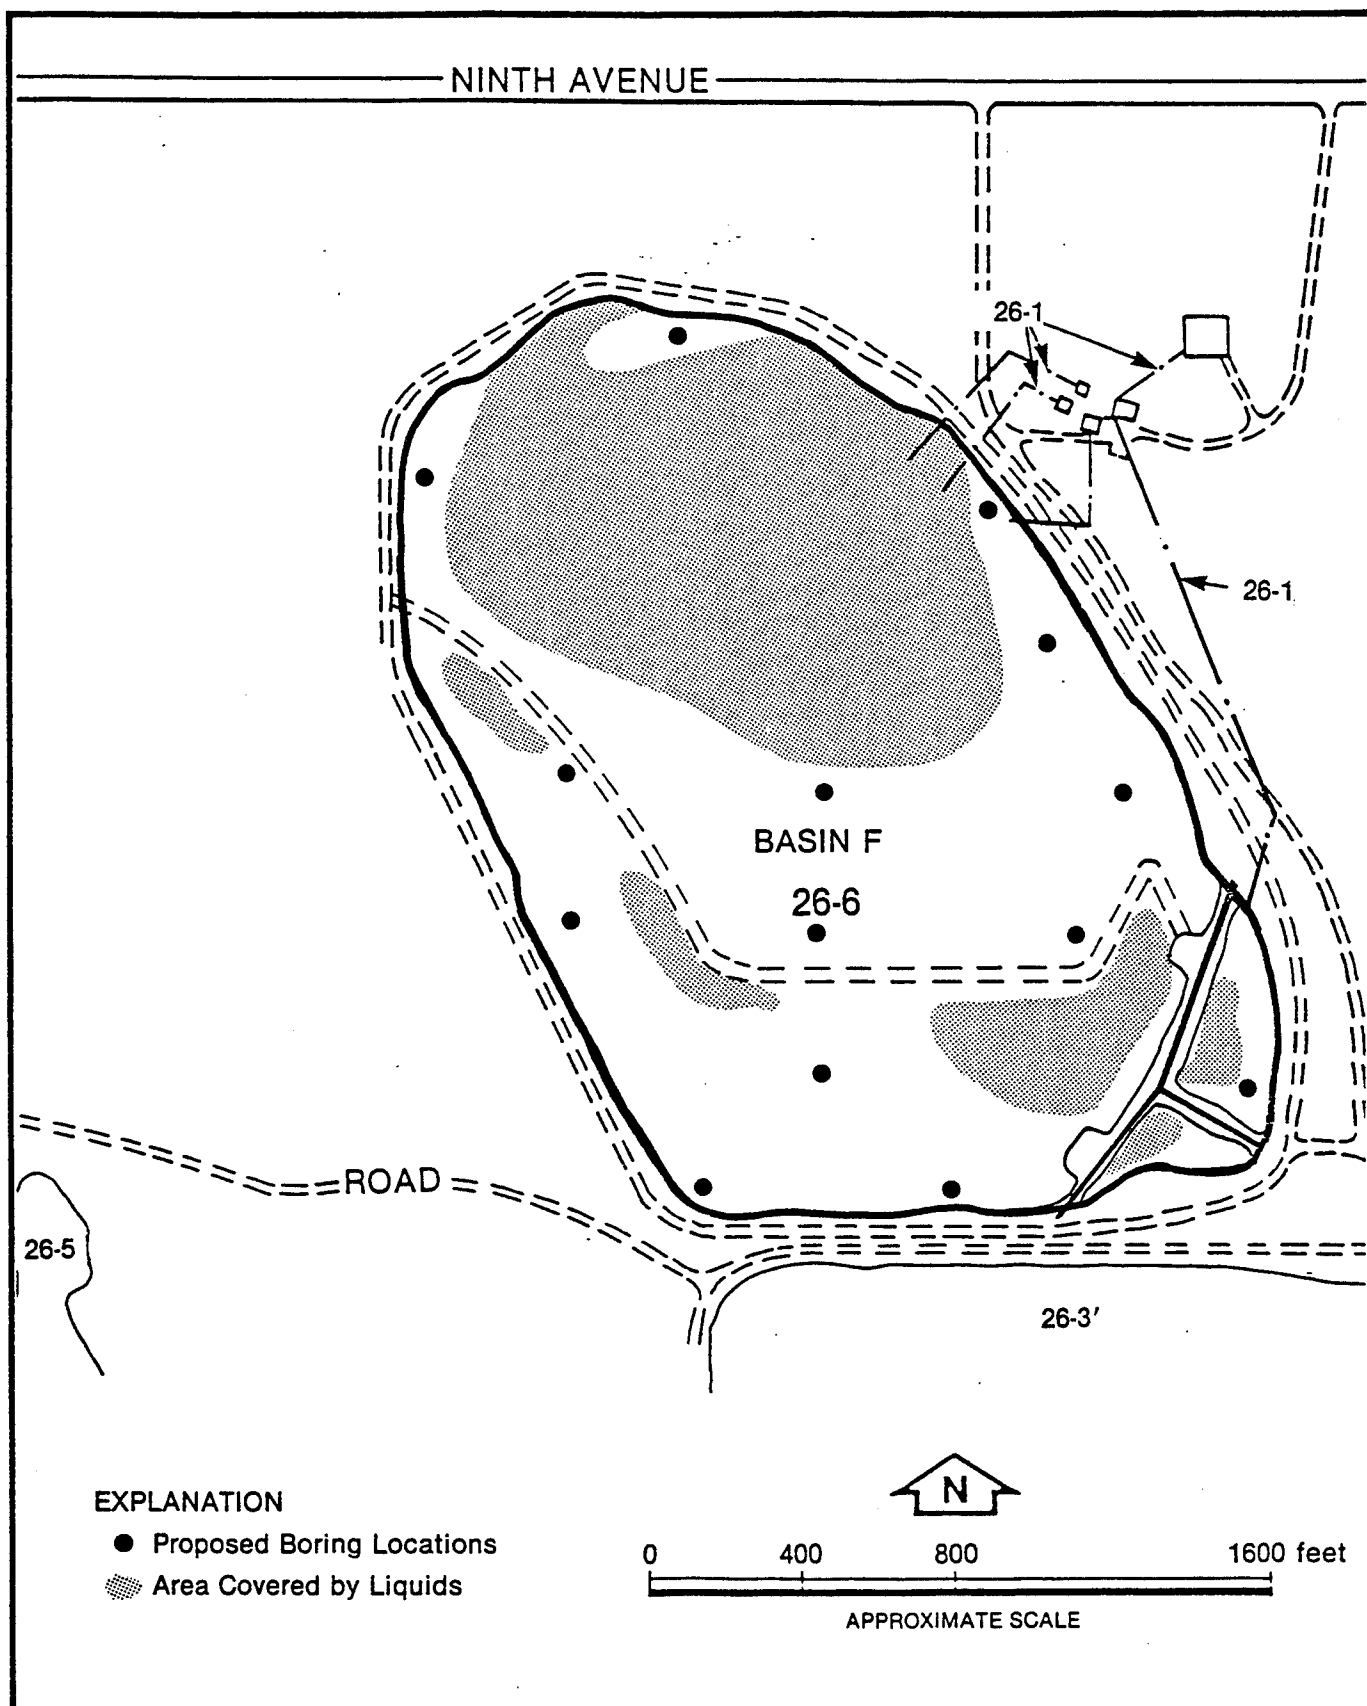 NINTH AVENUE
26-1
26-1
BASIN F
26-6
ROAD
26-5
26-3'
N
EXPLANATION
Proposed Boring Locations
Area Covered by Liquids
0 400 800 1600 feet
APPROXIMATE SCALE